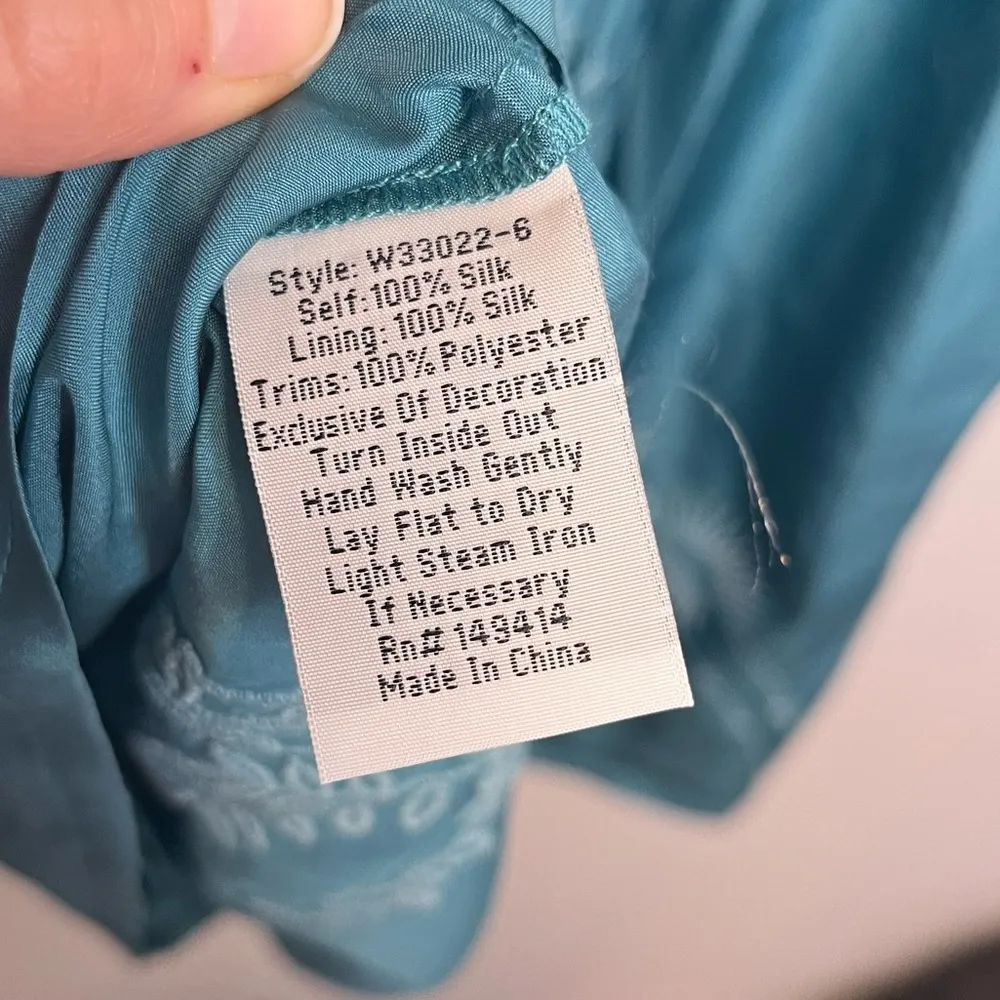 Style: W33022-6
Self:100% Silk
Lining: 100% Silk
Trims:100% Polyester
Exclusive Of Decoration
Turn Inside Out
Hand Wash Gently
Lay Flat to Dry
Light Steam Iron
If Necessary
Rn# 149414
Made In China